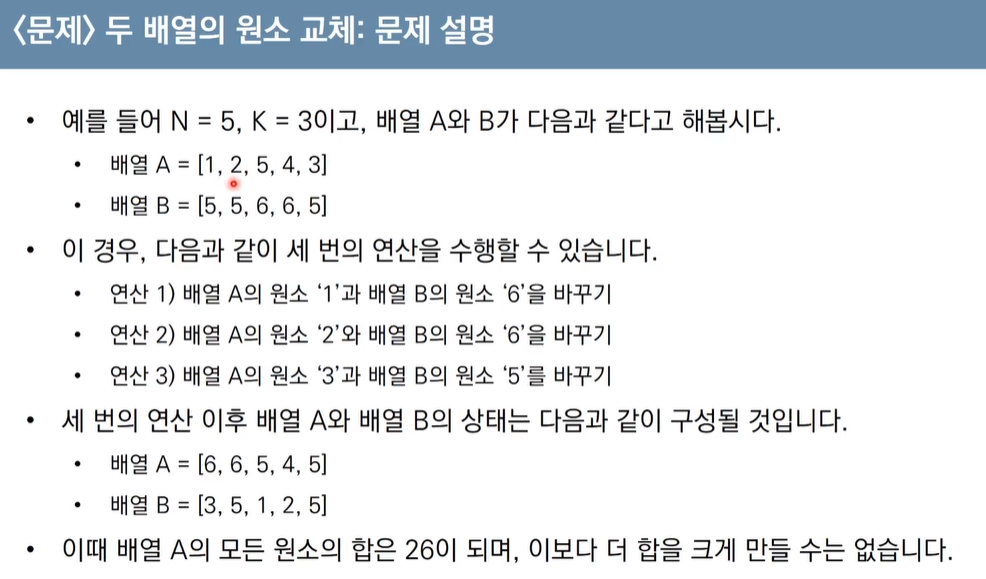 <문제> 두 배열의 원소 교체: 문제 설명
• 예를 들어 N = 5, K = 3이고, 배열 A와 B가 다음과 같다고 해봅시다.
• 배열 A = [1, 2, 5, 4, 3]
• 배열 B = [5, 5, 6, 6, 5]
• 이 경우, 다음과 같이 세 번의 연산을 수행할 수 있습니다.
• 연산 1) 배열 A의 원소 ‘1’과 배열 B의 원소 ‘6’을 바꾸기
• 연산 2) 배열 A의 원소 ‘2’와 배열 B의 원소 ‘6’을 바꾸기
• 연산 3) 배열 A의 원소 ‘3’과 배열 B의 원소 ‘5’를 바꾸기
• 세 번의 연산 이후 배열 A와 배열 B의 상태는 다음과 같이 구성될 것입니다.
• 배열 A = [6, 6, 5, 4, 5]
• 배열 B = [3, 5, 1, 2, 5]
• 이때 배열 A의 모든 원소의 합은 26이 되며, 이보다 더 합을 크게 만들 수는 없습니다.